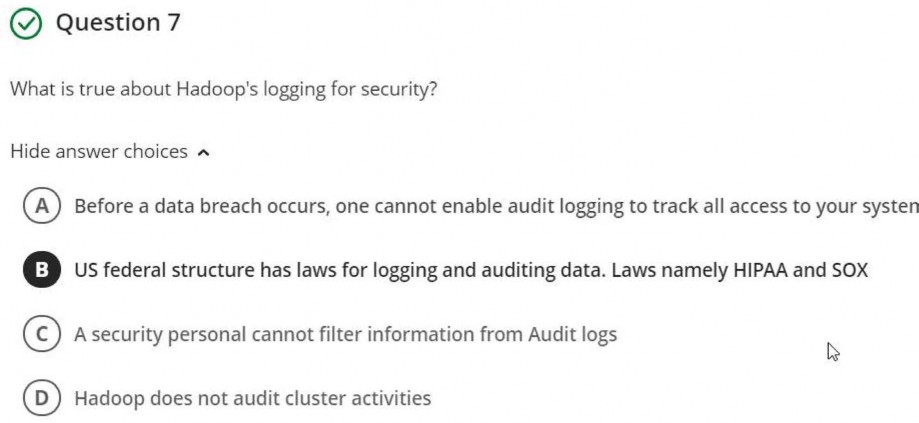 Question 7
What is true about Hadoop's logging for security?
Hide answer choices
A Before a data breach occurs, one cannot enable audit logging to track all access to your
B US federal structure has laws for logging and auditing data. Laws namely HIPAA and SOX
C A security personal cannot filter information from Audit logs
D Hadoop does not audit cluster activities